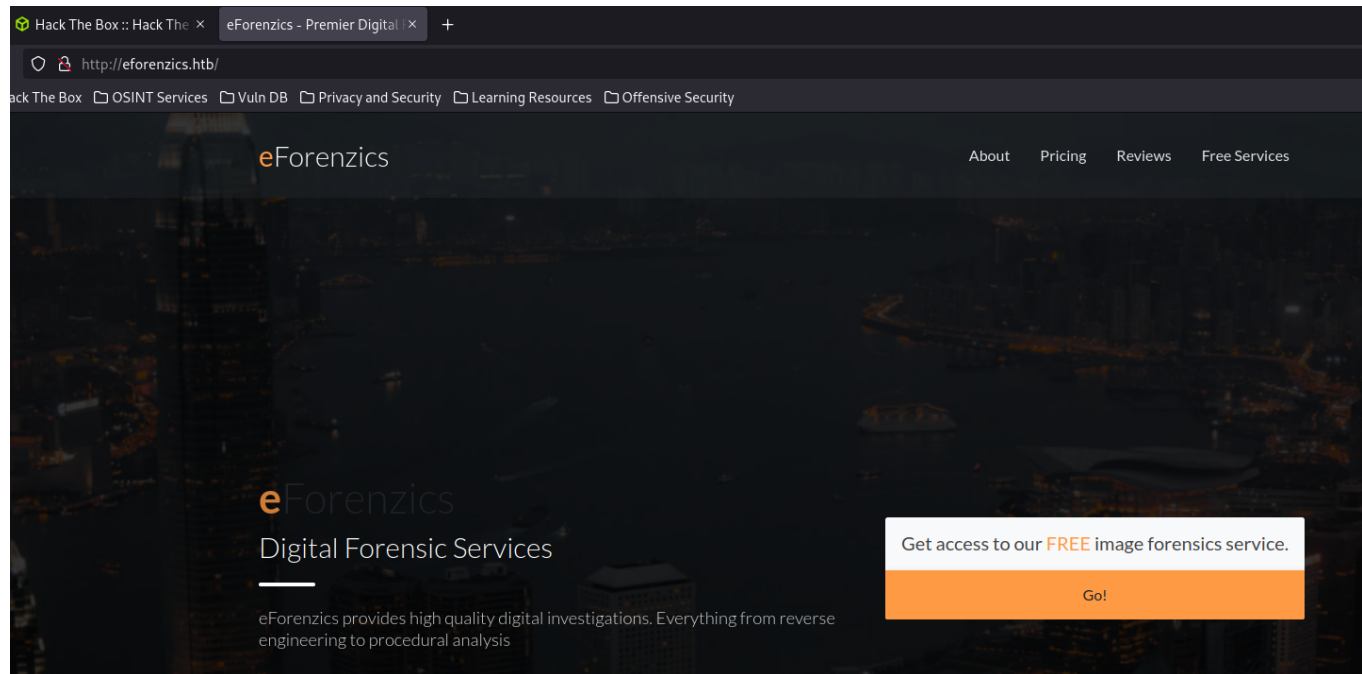 Hack The Box :: Hack The × eForenzics - Premier Digital F × +
http://eforenzics.htb/
ack The Box OSINT Services Vuln DB Privacy and Security Learning Resources Offensive Security
eForenzics About Pricing Reviews Free Services
eForenzics
Digital Forensic Services
Get access to our FREE image forensics service.
Go!
eForenzics provides high quality digital investigations. Everything from reverse
engineering to procedural analysis